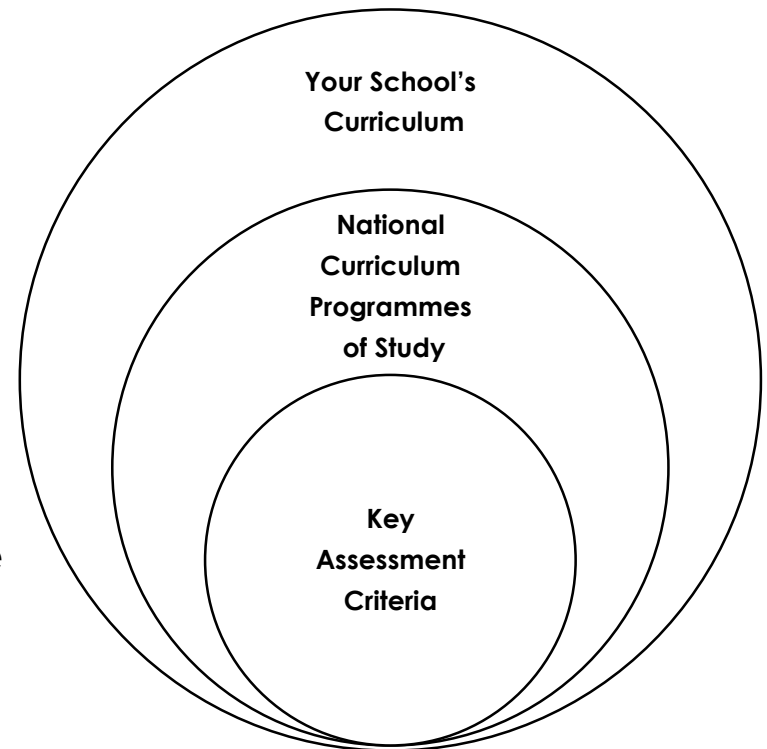 Your School’s
Curriculum
National
Curriculum
Programmes
of Study
Key
Assessment
Criteria